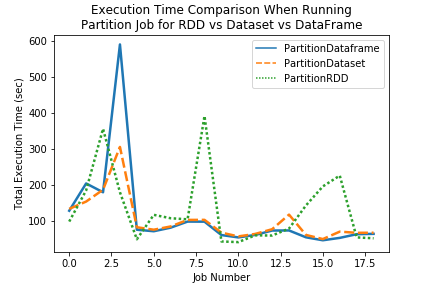 Execution Time Comparison When Running
Partition Job for RDD vs Dataset vs DataFrame
PartitionDataframe
PartitionDataset
PartitionRDD
Total Execution Time (sec)
600
500
400
300
200
100
0.0 2.5 5.0 7.5 10.0 12.5 15.0 17.5
Job Number